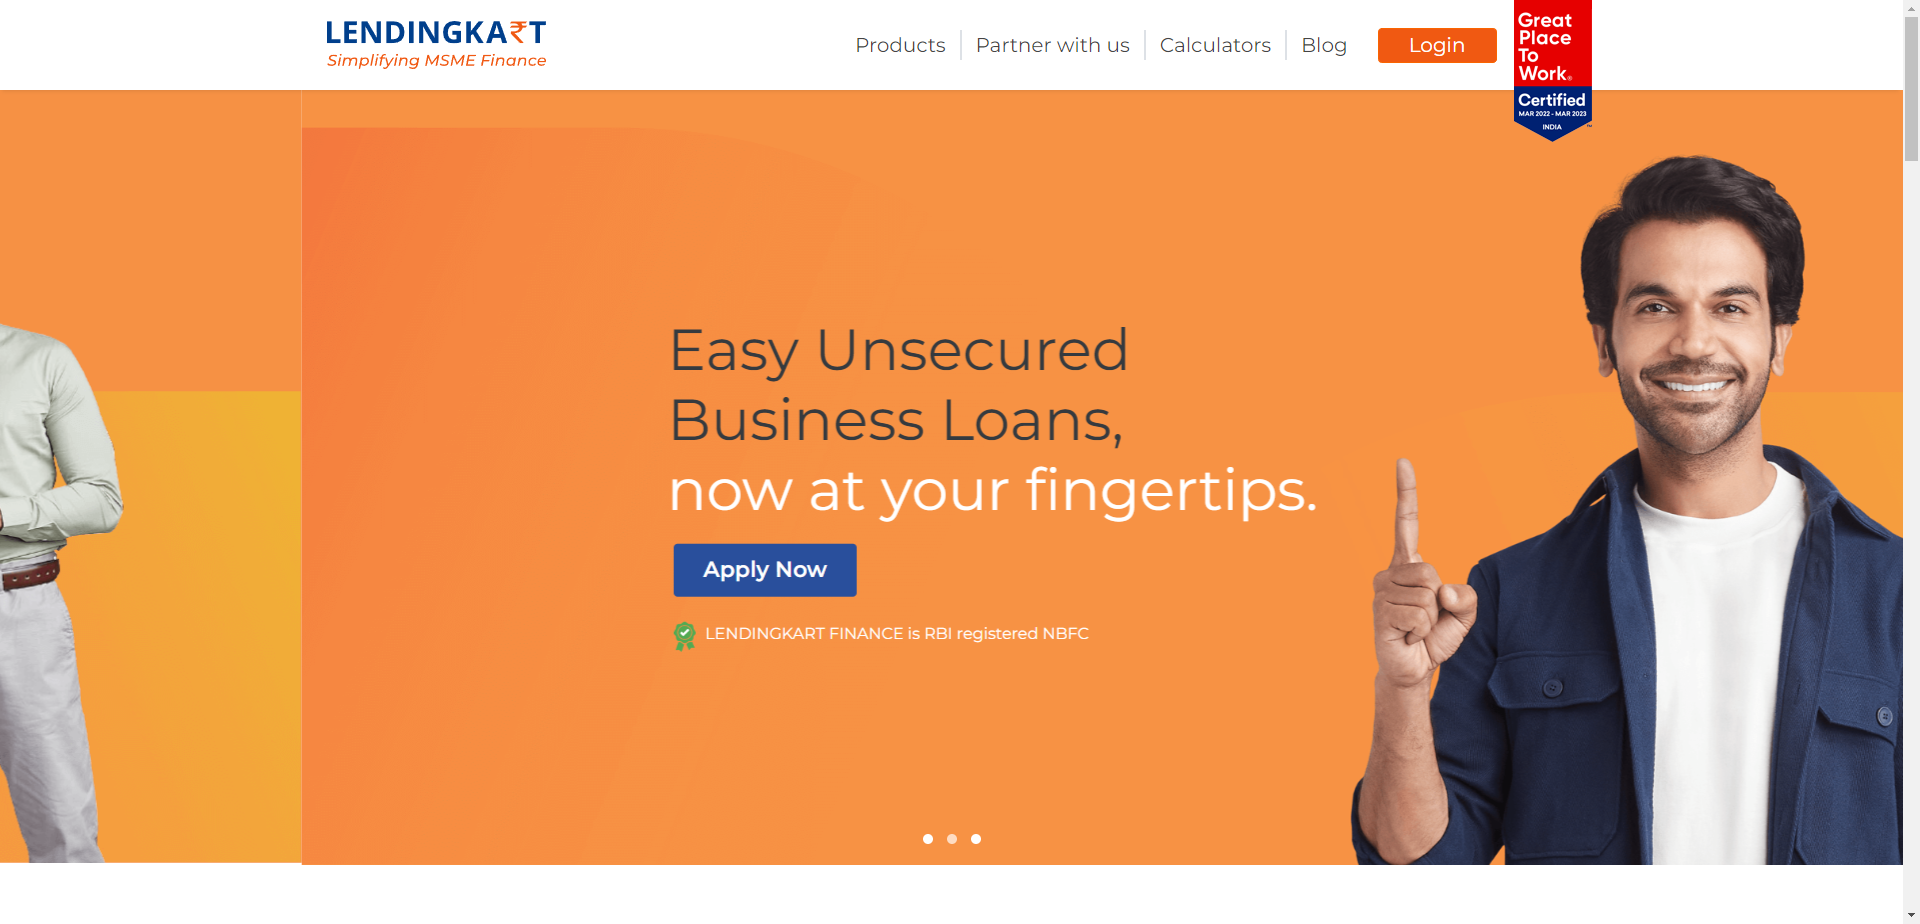 LENDINGKA₹T
Simplifying MSME Finance
Products
Partner with us
Calculators
Blog
Login
Great
Place
To
Work®
Certified
MAR 2022 - MAR 2023
INDIA
™
Easy Unsecured
Business Loans,
now at your fingertips.
Apply Now
LENDINGKART FINANCE is RBI registered NBFC